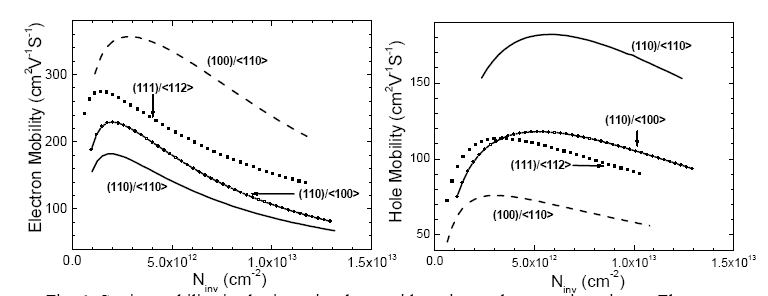 Electron Mobility (cm²V⁻¹S⁻¹)
300
200
100
(100)/<110>
(111)/<112>
(110)/<110>
(110)/<100>
0.0 5.0x10¹² 1.0x10¹³ 1.5x10¹³
N_inv (cm⁻²)
Hole Mobility (cm²V⁻¹S⁻¹)
150
100
50
(110)/<110>
(110)/<100>
(111)/<112>
(100)/<110>
0.0 5.0x10¹² 1.0x10¹³ 1.5x10¹³
N_inv (cm⁻²)